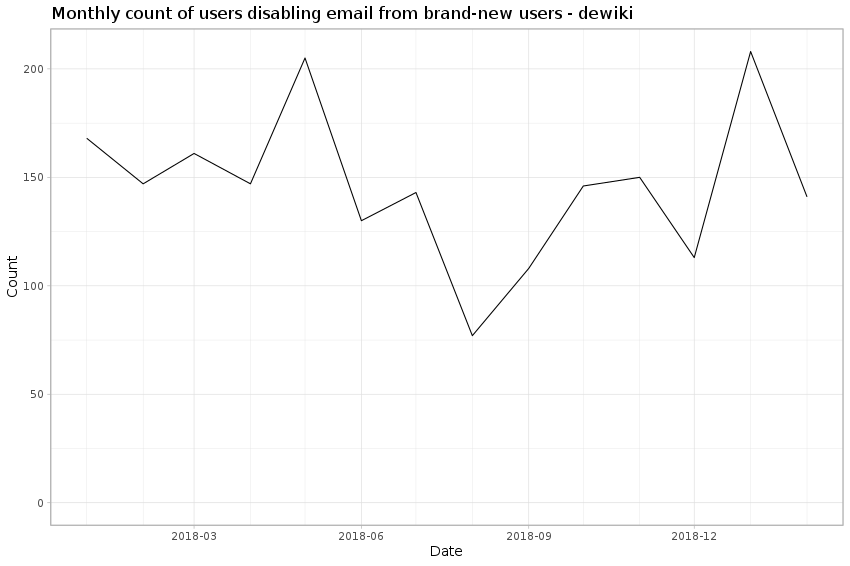 Monthly count of users disabling email from brand-new users - dewiki
200
150
100
50
0
Count
2018-03 2018-06 2018-09 2018-12
Date